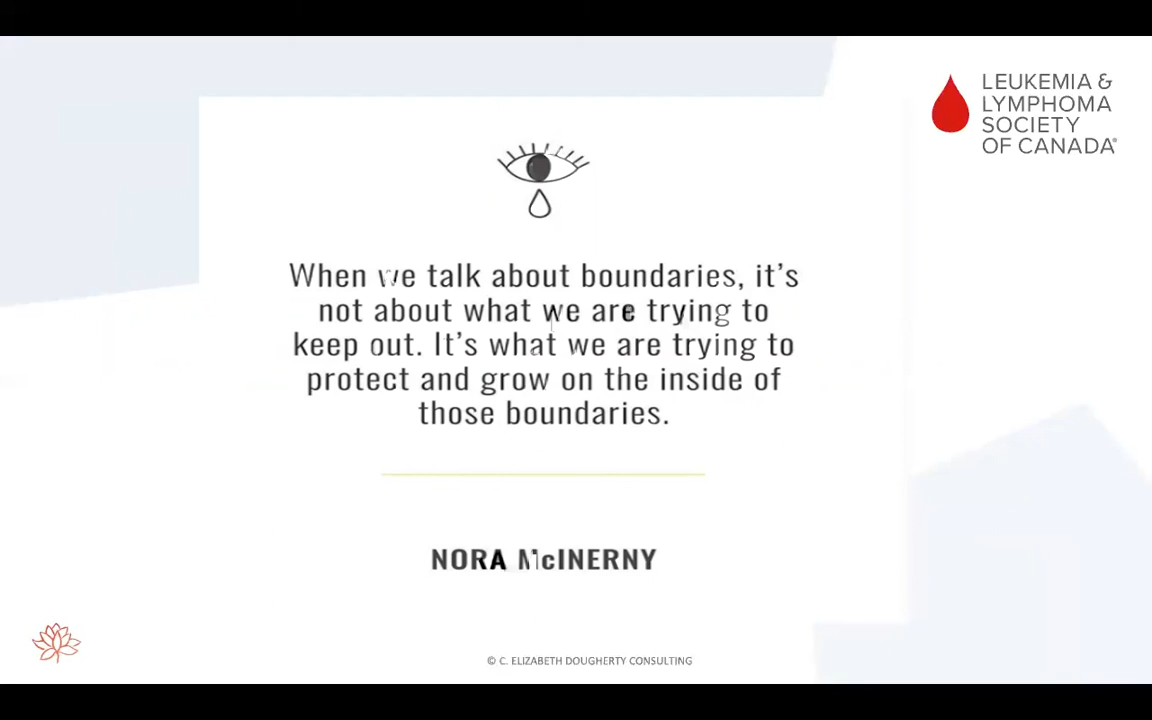 LEUKEMIA &
LYMPHOMA
SOCIETY
OF CANADA®
When we talk about boundaries, it's
not about what we are trying to
keep out. It's what we are trying to
protect and grow on the inside of
those boundaries.
NORA McINERNY
© C. ELIZABETH DOUGHERTY CONSULTING